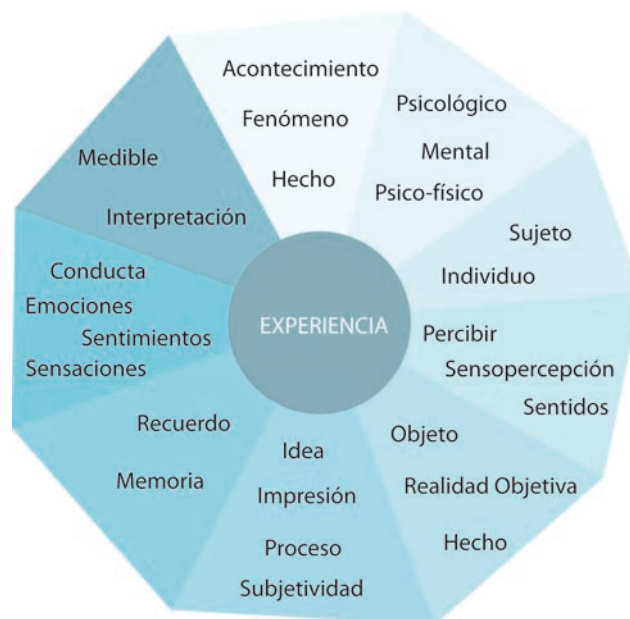 Acontecimiento
Fenómeno
Hecho
Psicológico
Mental
Psico-físico
Sujeto
Individuo
Percibir
Sensopercepción
Sentidos
Objeto
Realidad Objetiva
Hecho
Idea
Impresión
Proceso
Subjetividad
Recuerdo
Memoria
Conducta
Emociones
Sentimientos
Sensaciones
Medible
Interpretación
EXPERIENCIA